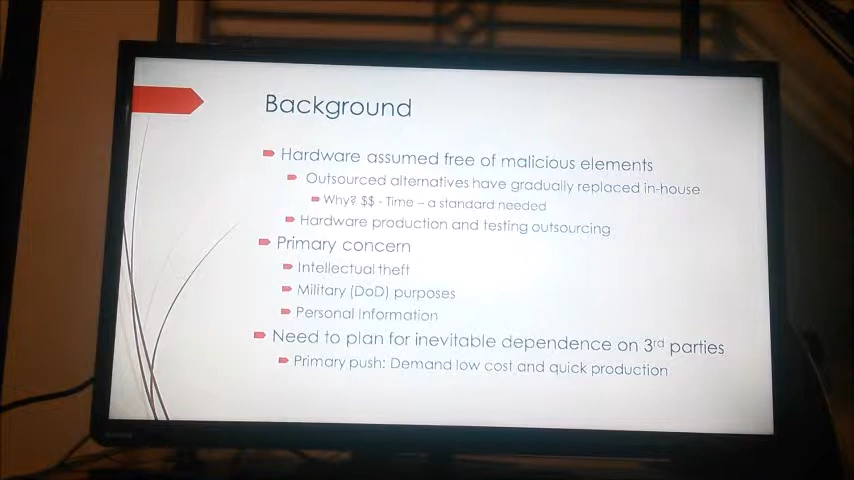 Background
Hardware assumed free of malicious elements
Outsourced alternatives have gradually replaced in-house
Why? $$ - Time – a standard needed
Hardware production and testing outsourcing
Primary concern
Intellectual theft
Military (DoD) purposes
Personal Information
Need to plan for inevitable dependence on 3rd parties
Primary push: Demand low cost and quick production